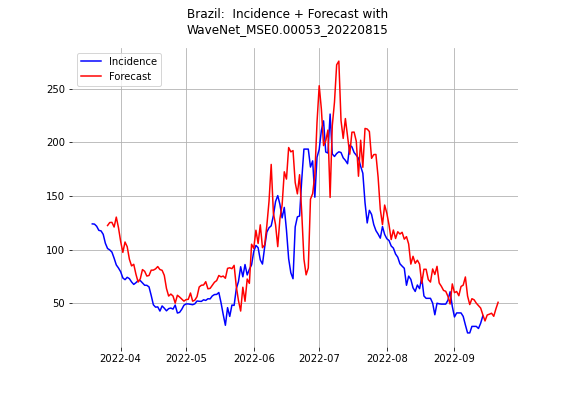 Brazil:  Incidence + Forecast with
WaveNet_MSE0.00053_20220815
Incidence
Forecast
250
200
150
100
50
2022-04 2022-05 2022-06 2022-07 2022-08 2022-09